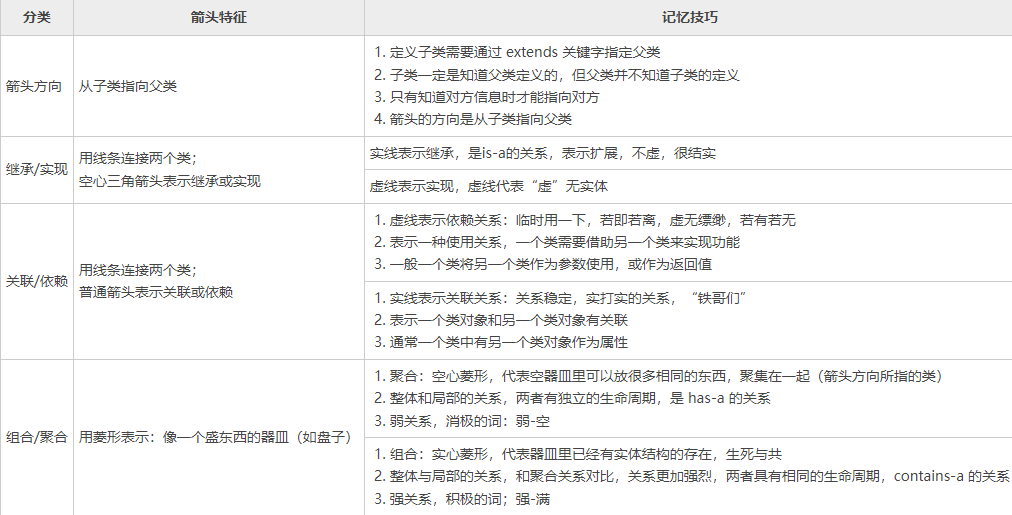 分类 箭头特征 记忆技巧
箭头方向 从子类指向父类
1. 定义子类需要通过 extends 关键字指定父类
2. 子类一定是知道父类定义的，但父类并不知道子类的定义
3. 只有知道对方信息时才能指向对方
4. 箭头的方向是从子类指向父类
继承/实现
用线条连接两个类；
空心三角箭头表示继承或实现
实线表示继承，是is-a的关系，表示扩展，不虚，很结实
虚线表示实现，虚线代表“虚”无实体
关联/依赖
用线条连接两个类；
普通箭头表示关联或依赖
1. 虚线表示依赖关系：临时用一下，若即若离，虚无缥缈，若有若无
2. 表示一种使用关系，一个类需要借助另一个类来实现功能
3. 一般一个类将另一个类作为参数使用，或作为返回值
1. 实线表示关联关系：关系稳定，实打实的关系，“铁哥们”
2. 表示一个类对象和另一个类对象有关联
3. 通常一个类中有另一个类对象作为属性
组合/聚合 用菱形表示：像一个盛东西的器皿（如盘子）
1. 聚合：空心菱形，代表空器皿里可以放很多相同的东西，聚集在一起（箭头方向所指的类）
2. 整体和局部的关系，两者有独立的生命周期，是 has-a 的关系
3. 弱关系，消极的词：弱-空
1. 组合：实心菱形，代表器皿里已经有实体结构的存在，生死与共
2. 整体与局部的关系，和聚合关系对比，关系更加强烈，两者具有相同的生命周期，contains-a 的关系
3. 强关系，积极的词；强-满